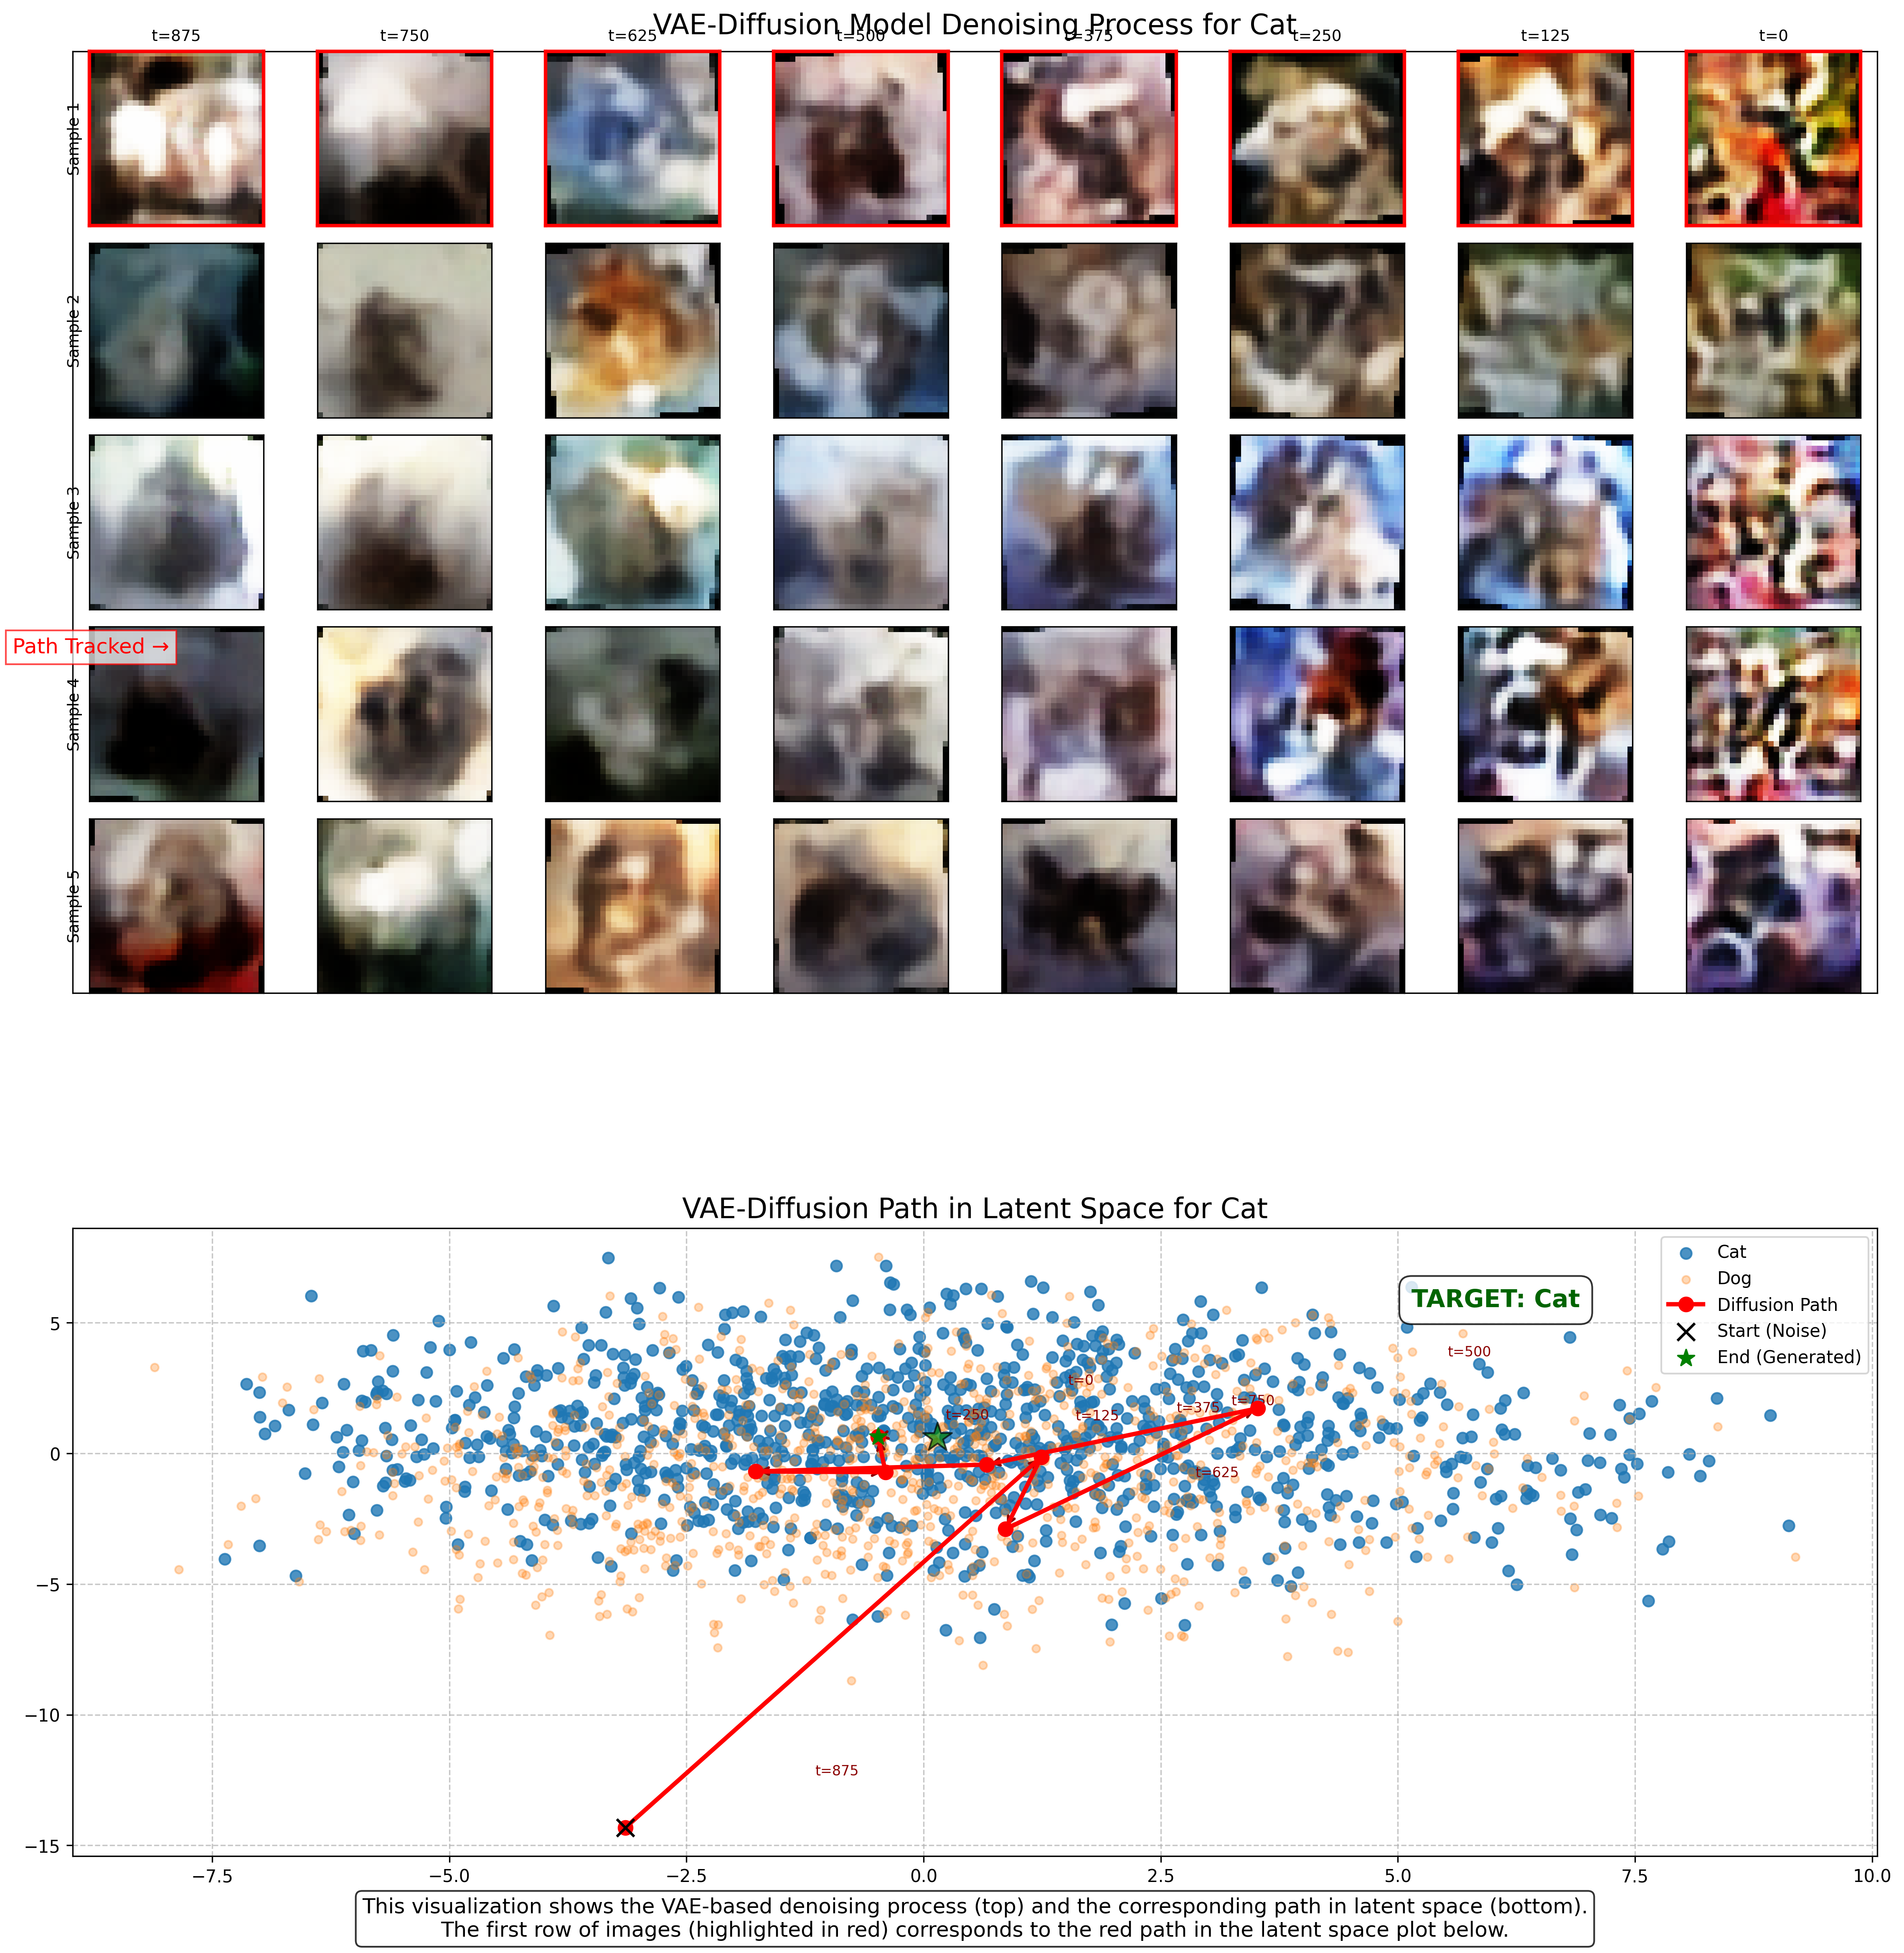 VAE-Diffusion Model Denoising Process for Cat
t=875 t=750 t=625 t=500 t=375 t=250 t=125 t=0
Sample 1
Sample 2
Sample 3
Path Tracked →
Sample 4
Sample 5
VAE-Diffusion Path in Latent Space for Cat
Cat
Dog
Diffusion Path
Start (Noise)
End (Generated)
TARGET: Cat
t=500
t=0
t=750
t=375
t=250
t=125
t=625
t=875
5
0
−5
−10
−15
−7.5 −5.0 −2.5 0.0 2.5 5.0 7.5 10.0
This visualization shows the VAE-based denoising process (top) and the corresponding path in latent space (bottom).
The first row of images (highlighted in red) corresponds to the red path in the latent space plot below.